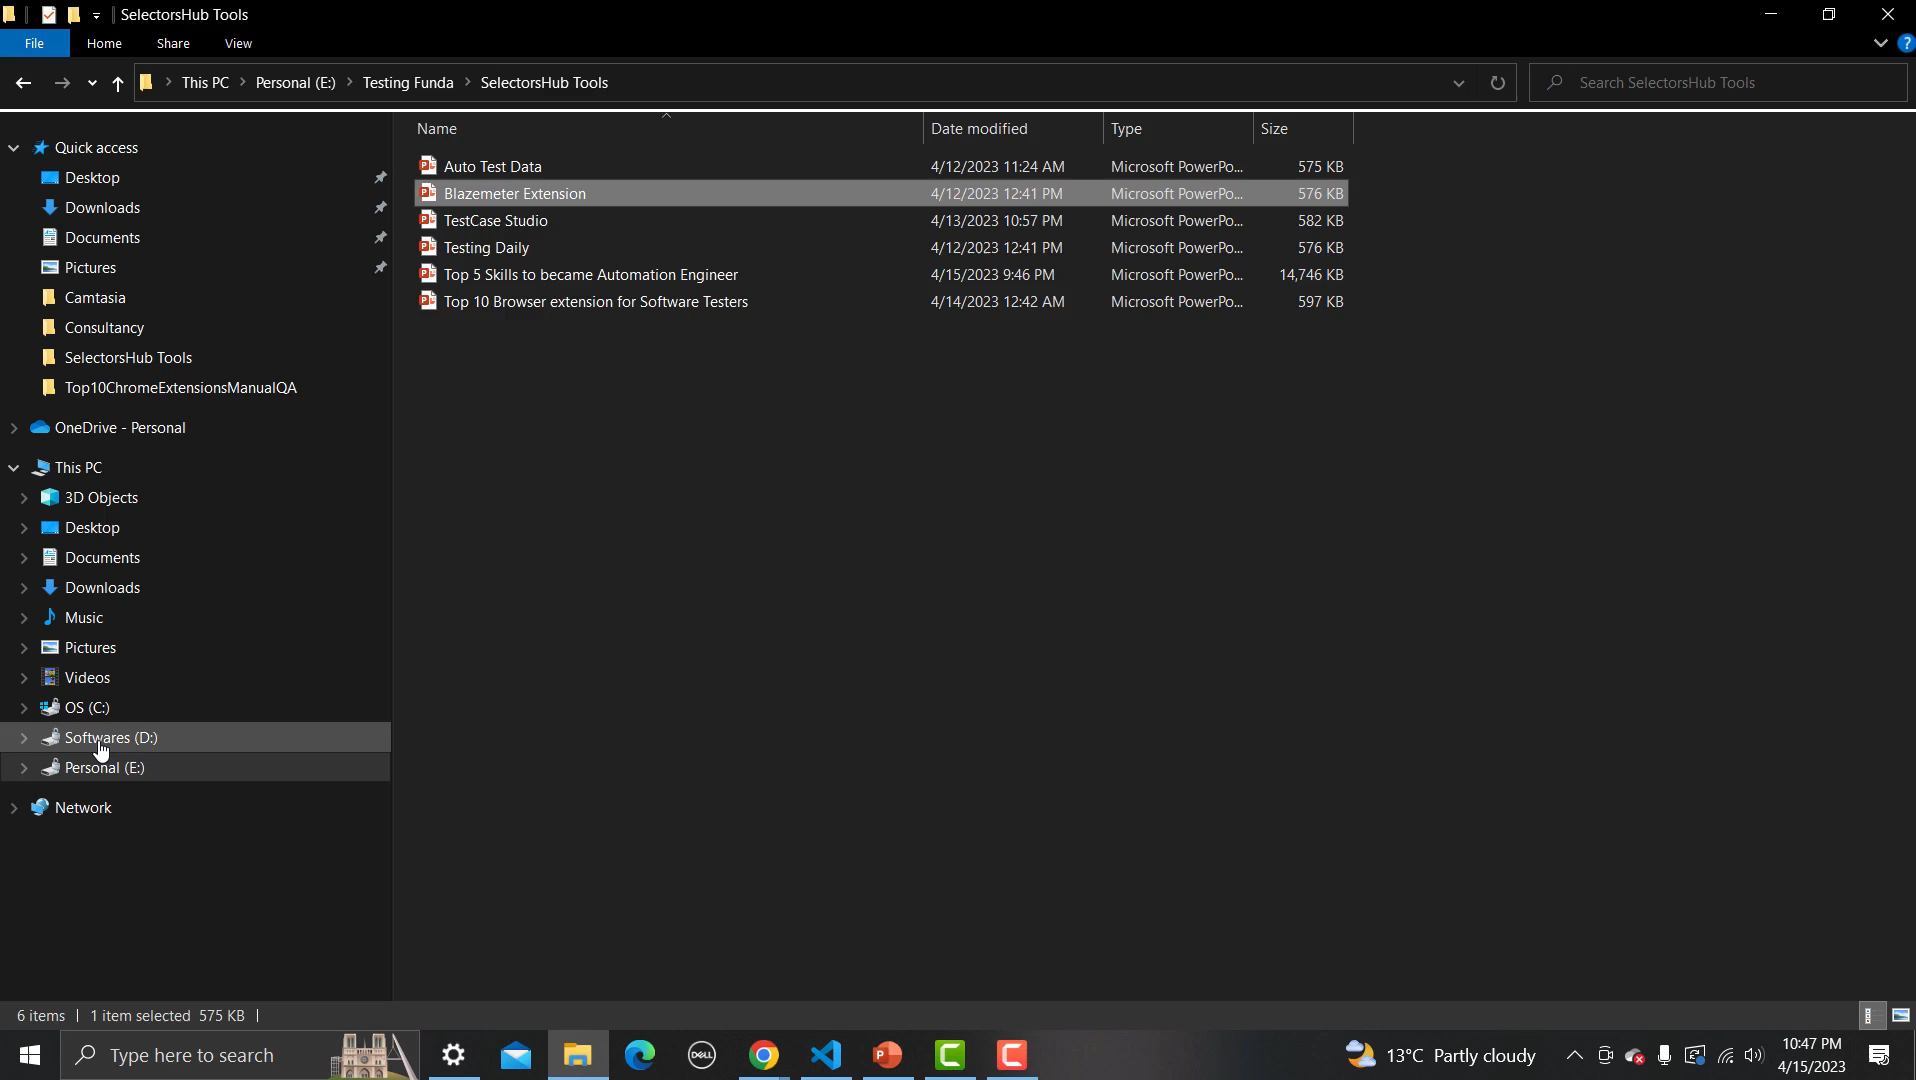 SelectorsHub Tools
File Home Share View
This PC Personal (E:) Testing Funda SelectorsHub Tools
Search SelectorsHub Tools
Name Date modified Type Size
Auto Test Data 4/12/2023 11:24 AM Microsoft PowerPo... 575 KB
Blazemeter Extension 4/12/2023 12:41 PM Microsoft PowerPo... 576 KB
TestCase Studio 4/13/2023 10:57 PM Microsoft PowerPo... 582 KB
Testing Daily 4/12/2023 12:41 PM Microsoft PowerPo... 576 KB
Top 5 Skills to became Automation Engineer 4/15/2023 9:46 PM Microsoft PowerPo... 14,746 KB
Top 10 Browser extension for Software Testers 4/14/2023 12:42 AM Microsoft PowerPo... 597 KB
Quick access
Desktop
Downloads
Documents
Pictures
Camtasia
Consultancy
SelectorsHub Tools
Top10ChromeExtensionsManualQA
OneDrive - Personal
This PC
3D Objects
Desktop
Documents
Downloads
Music
Pictures
Videos
OS (C:)
Softwares (D:)
Personal (E:)
Network
6 items 1 item selected 575 KB
Type here to search
DELL
13°C Partly cloudy
10:47 PM
4/15/2023